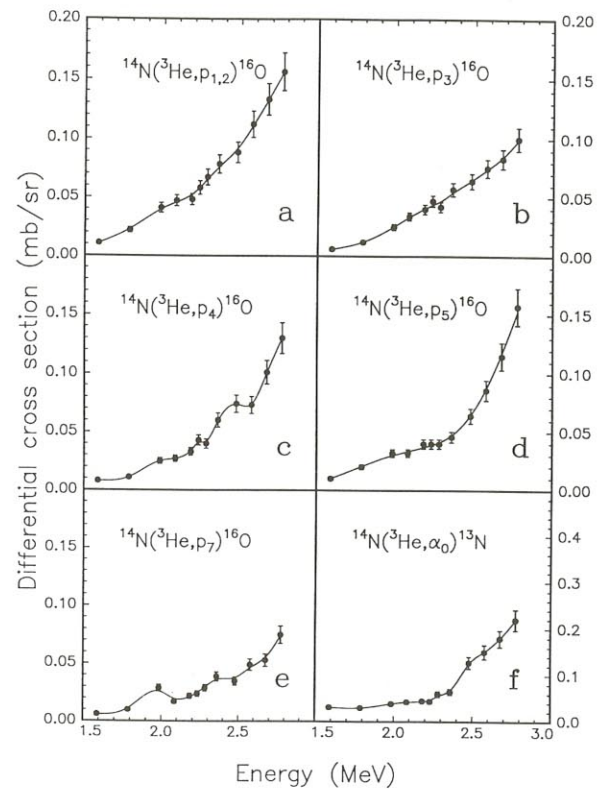 0.20
0.15
0.10
0.05
0.00
0.15
0.10
0.05
0.00
0.15
0.10
0.05
0.00
Differential cross section (mb/sr)
¹⁴N(³He,p₁,₂)¹⁶O
a
¹⁴N(³He,p₃)¹⁶O
b
0.20
0.15
0.10
0.05
0.00
¹⁴N(³He,p₄)¹⁶O
c
¹⁴N(³He,p₅)¹⁶O
d
0.15
0.10
0.05
0.00
¹⁴N(³He,p₇)¹⁶O
e
¹⁴N(³He,α₀)¹³N
f
0.4
0.3
0.2
0.1
0.0
1.5 2.0 2.5 1.5 2.0 2.5 3.0
Energy (MeV)